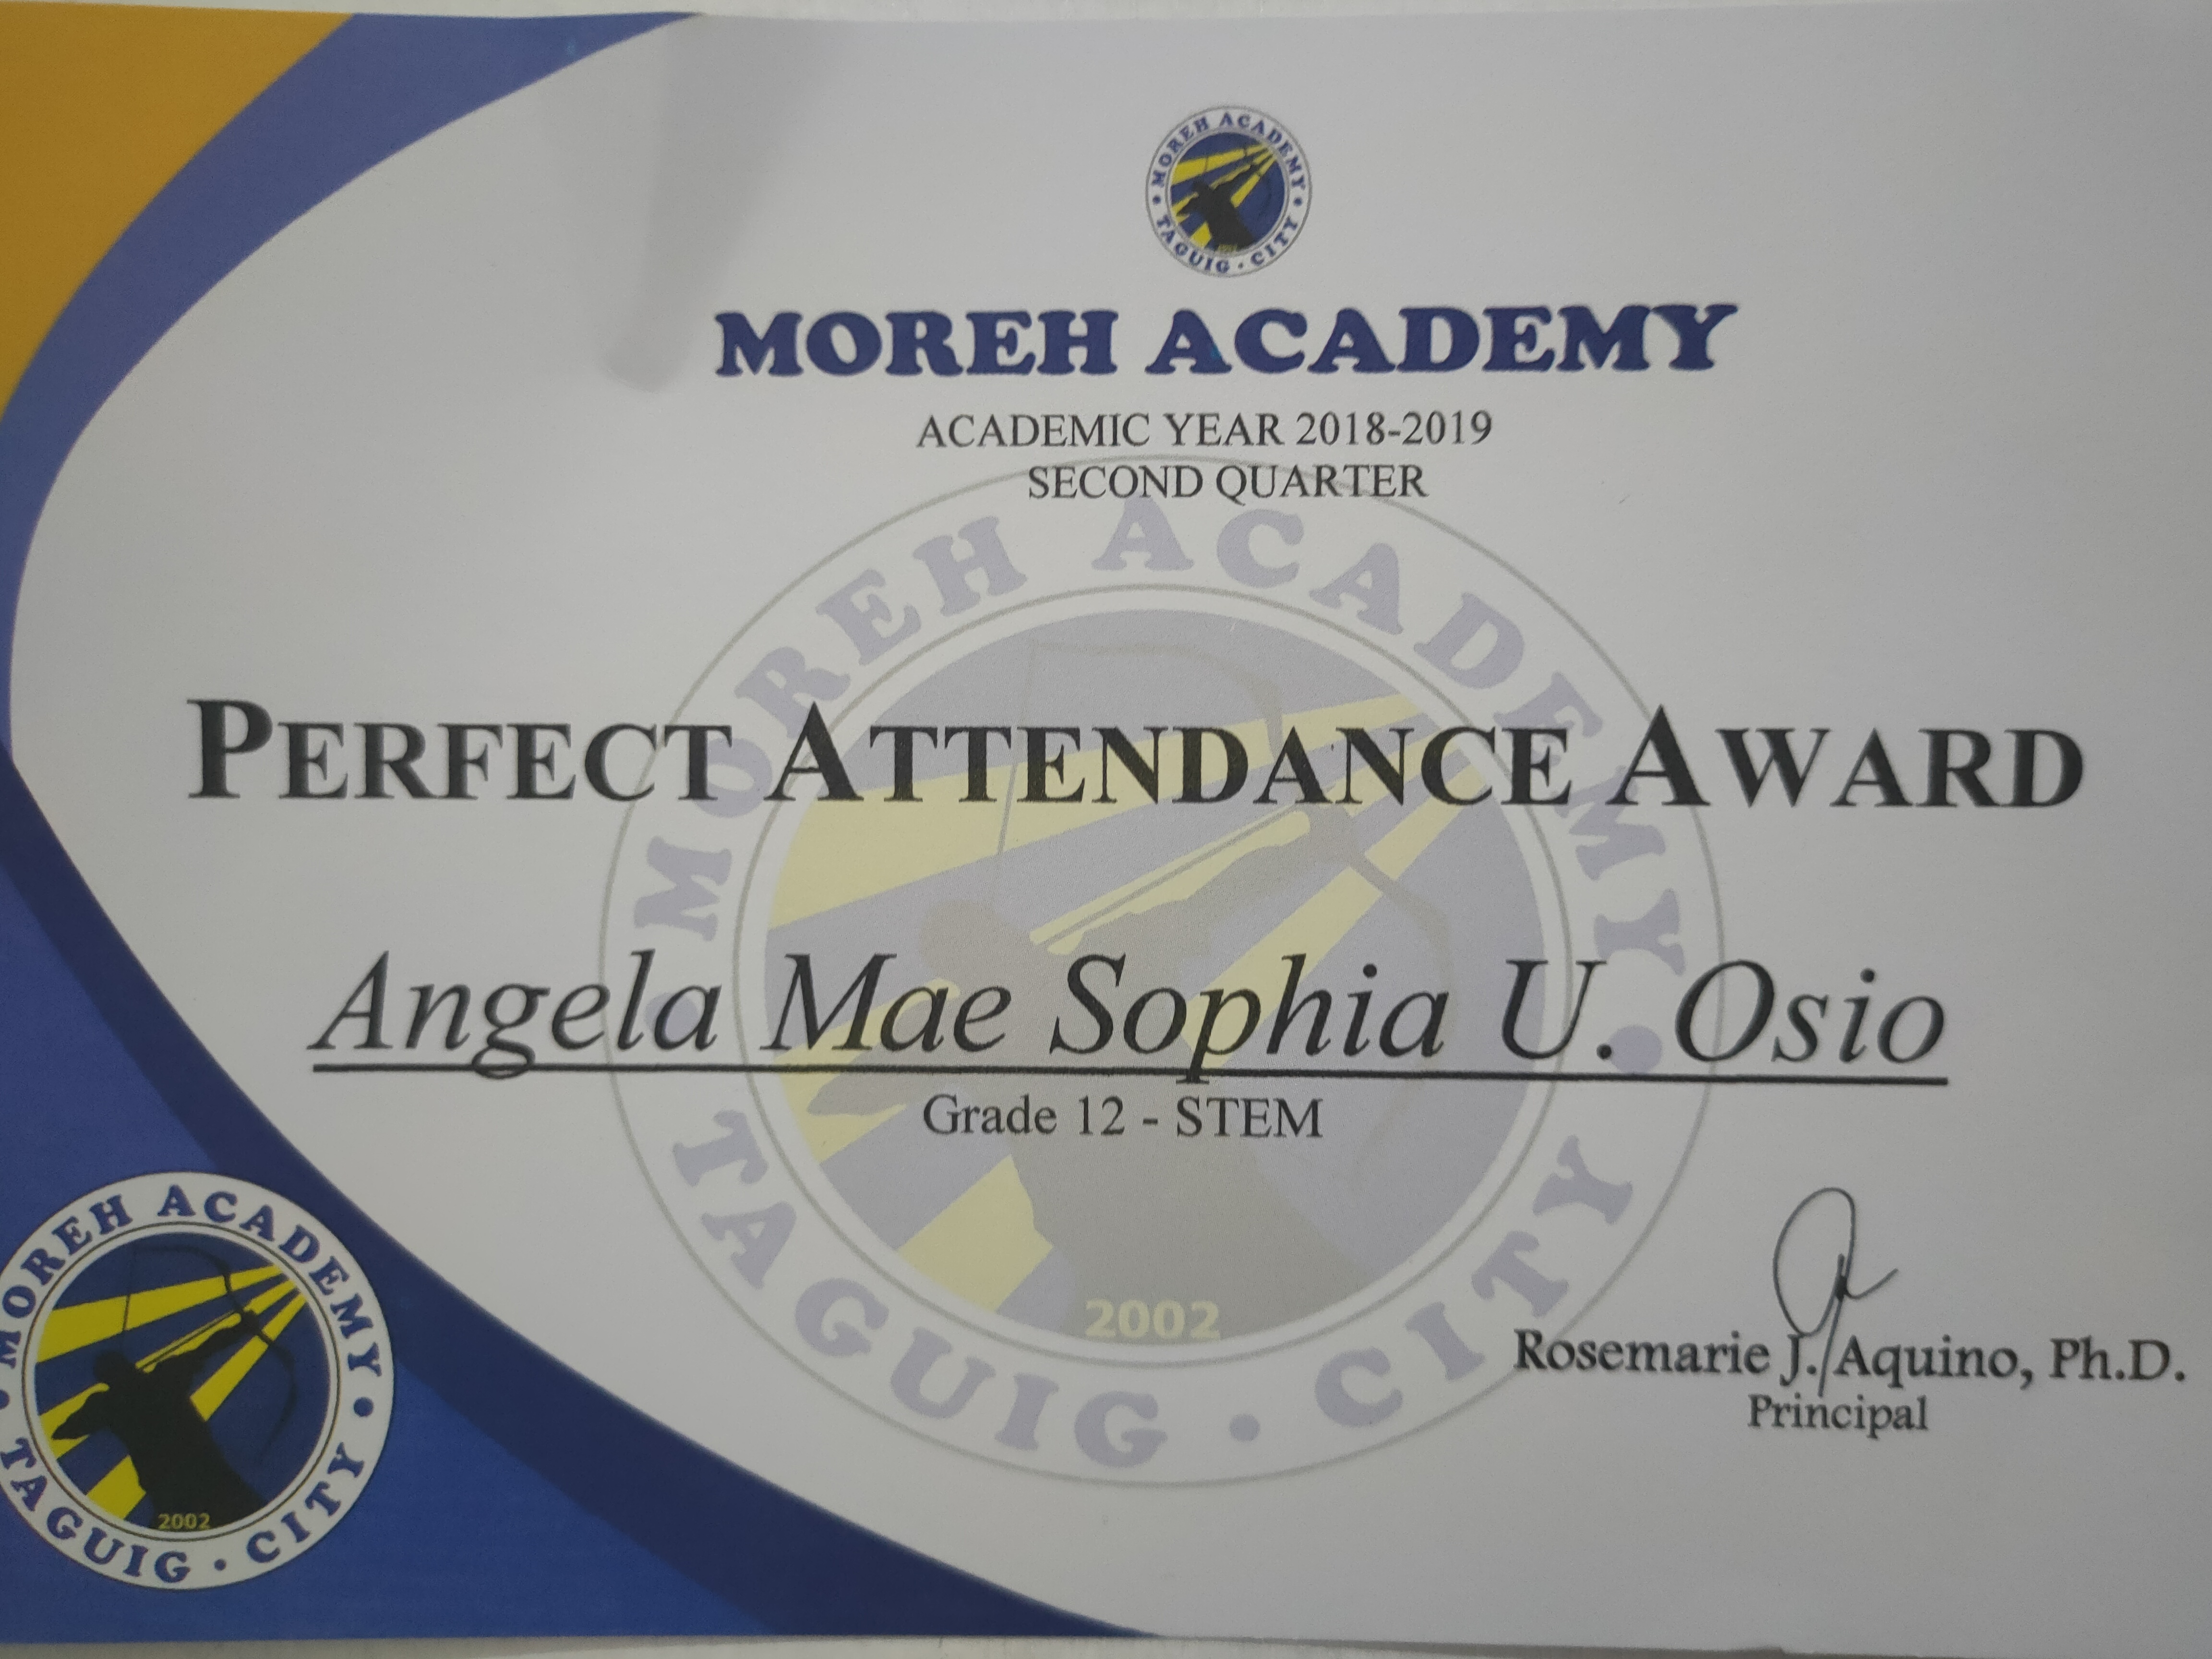 MOREH ACADEMY
TAGUIG · CITY
MOREH ACADEMY
ACADEMIC YEAR 2018-2019
SECOND QUARTER
MOREH ACADEMY
PERFECT ATTENDANCE AWARD
Angela Mae Sophia U. Osio
Grade 12 - STEM
2002
TAGUIG · CITY
Rosemarie J. Aquino, Ph.D.
Principal
MOREH ACADEMY
2002
TAGUIG · CITY